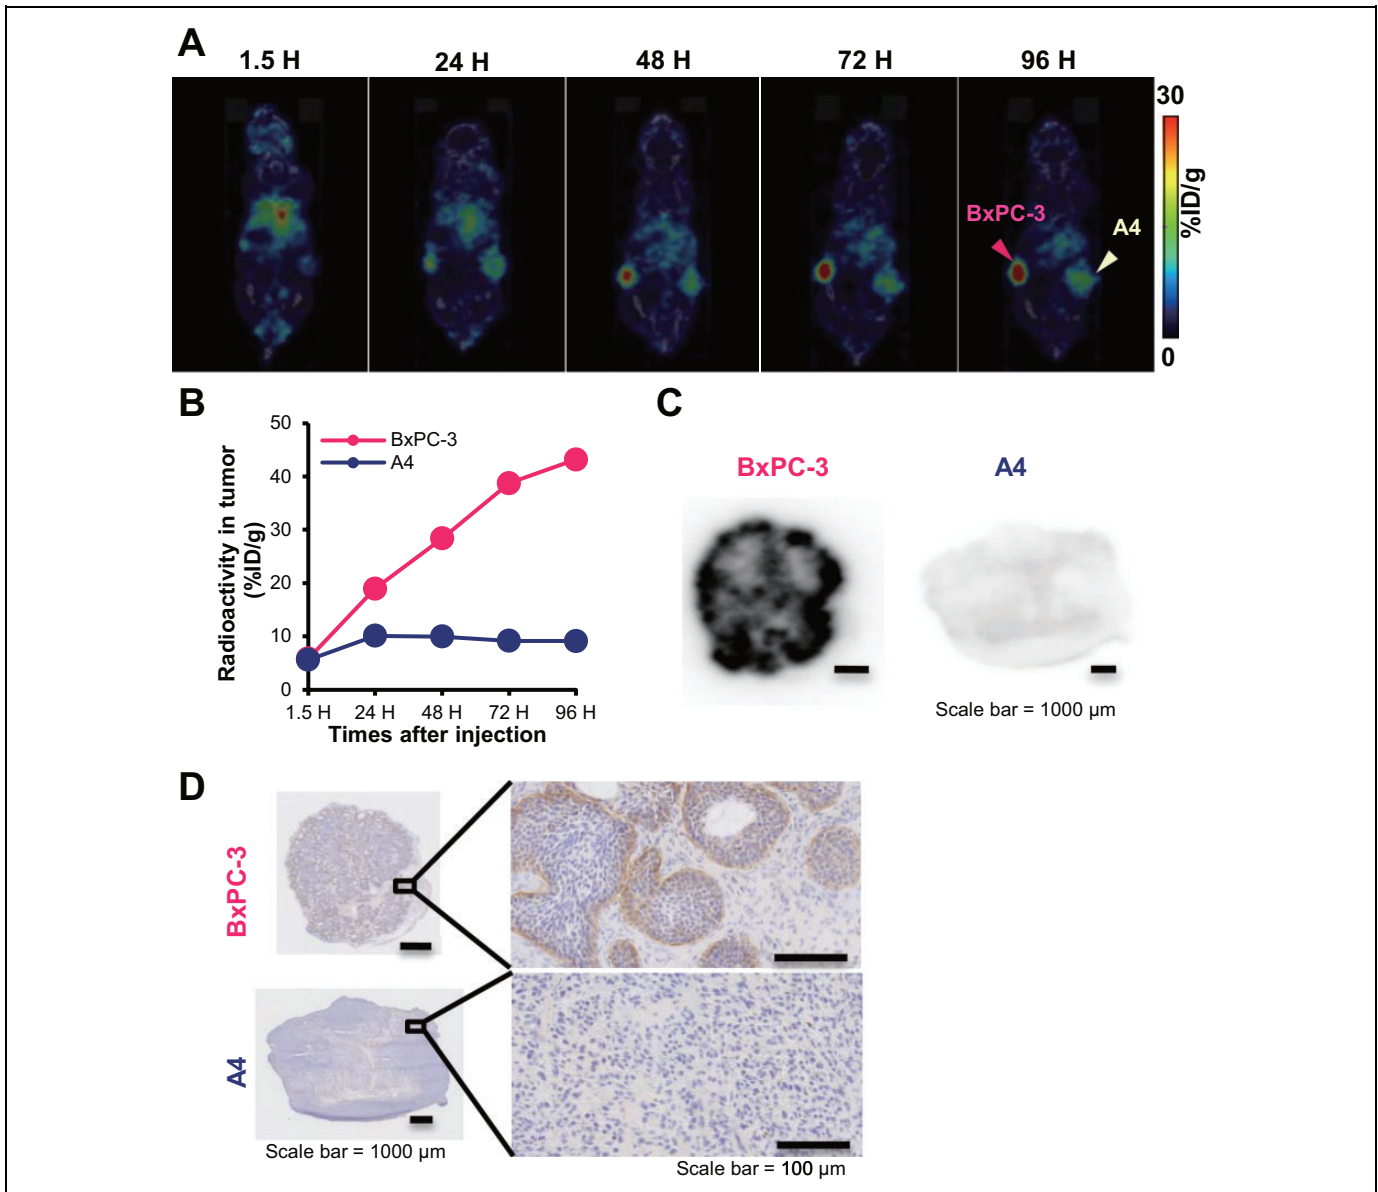 A
1.5 H 24 H 48 H 72 H 96 H
30
%ID/g
0
BxPC-3
A4
B
Radioactivity in tumor
(%ID/g)
50
40
30
20
10
0
BxPC-3
A4
1.5 H 24 H 48 H 72 H 96 H
Times after injection
C
BxPC-3 A4
Scale bar = 1000 µm
D
BxPC-3
A4
Scale bar = 1000 µm
Scale bar = 100 µm